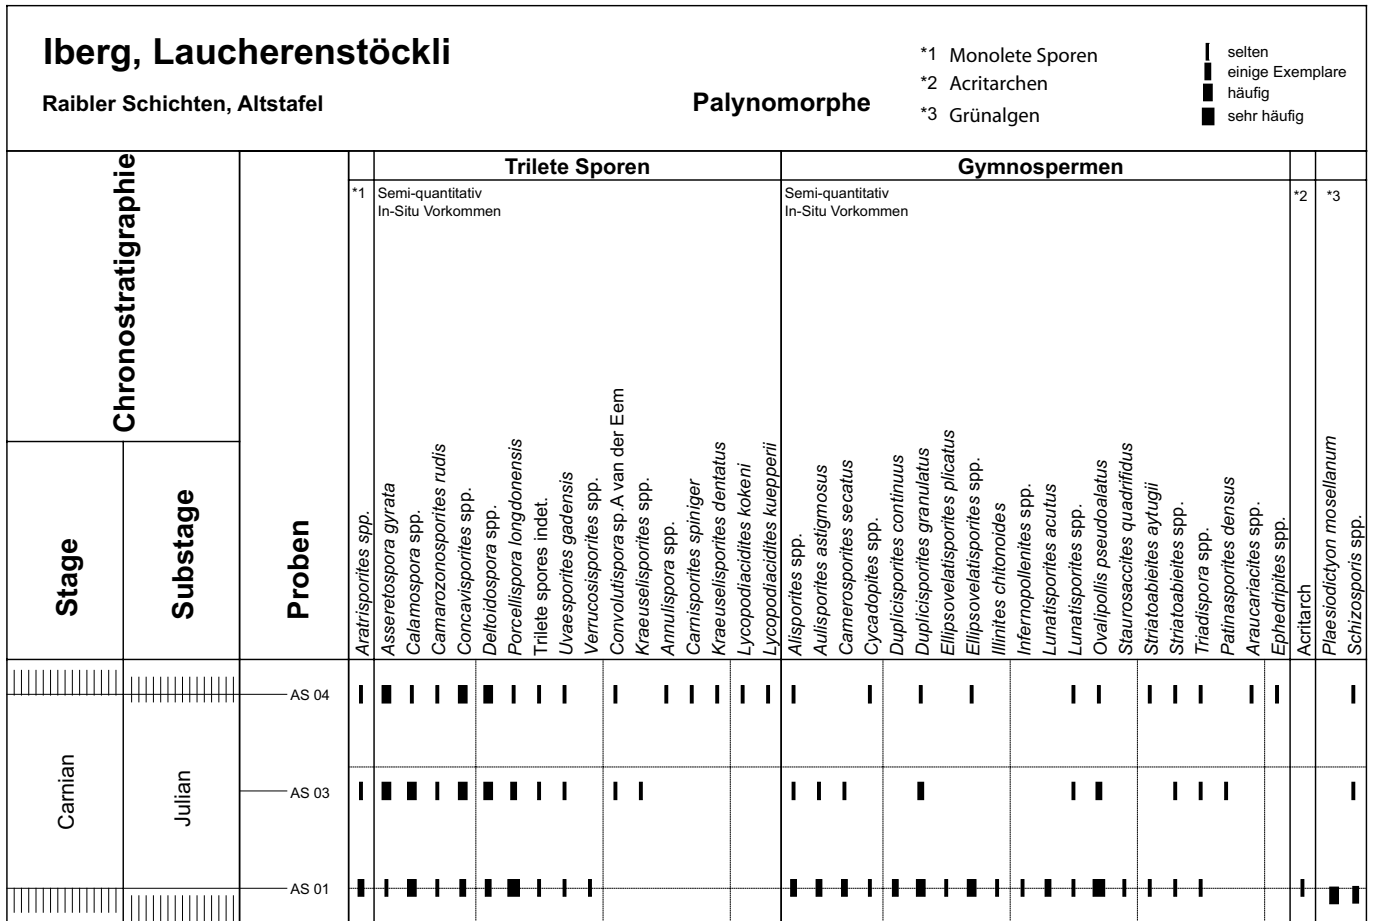 Iberg, Laucherenstöckli
Raibler Schichten, Altstafel
Palynomorphe
*1 Monolete Sporen
*2 Acritarchen
*3 Grünalgen
selten
einige Exemplare
häufig
sehr häufig
Chronostratigraphie
Stage
Substage
Proben
Trilete Sporen
Gymnospermen
*1
Semi-quantitativ
In-Situ Vorkommen
Semi-quantitativ
In-Situ Vorkommen
*2
*3
Aratrisporites spp.
Asseretospora gyrata
Calamospora spp.
Camarozonosporites rudis
Concavisporites spp.
Deltoidospora spp.
Porcellispora longdonensis
Trilete spores indet.
Uvaesporites gadensis
Verrucosisporites spp.
Convolutispora sp.A van der Eem
Kraeuselisporites spp.
Annulispora spp.
Carnisporites spiniger
Kraeuselisporites dentatus
Lycopodiacidites kokeni
Lycopodiacidites kuepperii
Alisporites spp.
Aulisporites astigmosus
Camerosporites secatus
Cycadopites spp.
Duplicisporites continuus
Duplicisporites granulatus
Ellipsovelatisporites plicatus
Ellipsovelatisporites spp.
Illinites chitonoides
Infernopollenites spp.
Lunatisporites acutus
Lunatisporites spp.
Ovalipollis pseudoalatus
Staurosaccites quadrifidus
Striatoabieites aytugii
Striatoabieites spp.
Triadispora spp.
Patinasporites densus
Araucariacites spp.
Ephedripites spp.
Acritarch
Plaesiodictyon mosellanum
Schizosporis spp.
Carnian
Julian
AS 04
AS 03
AS 01